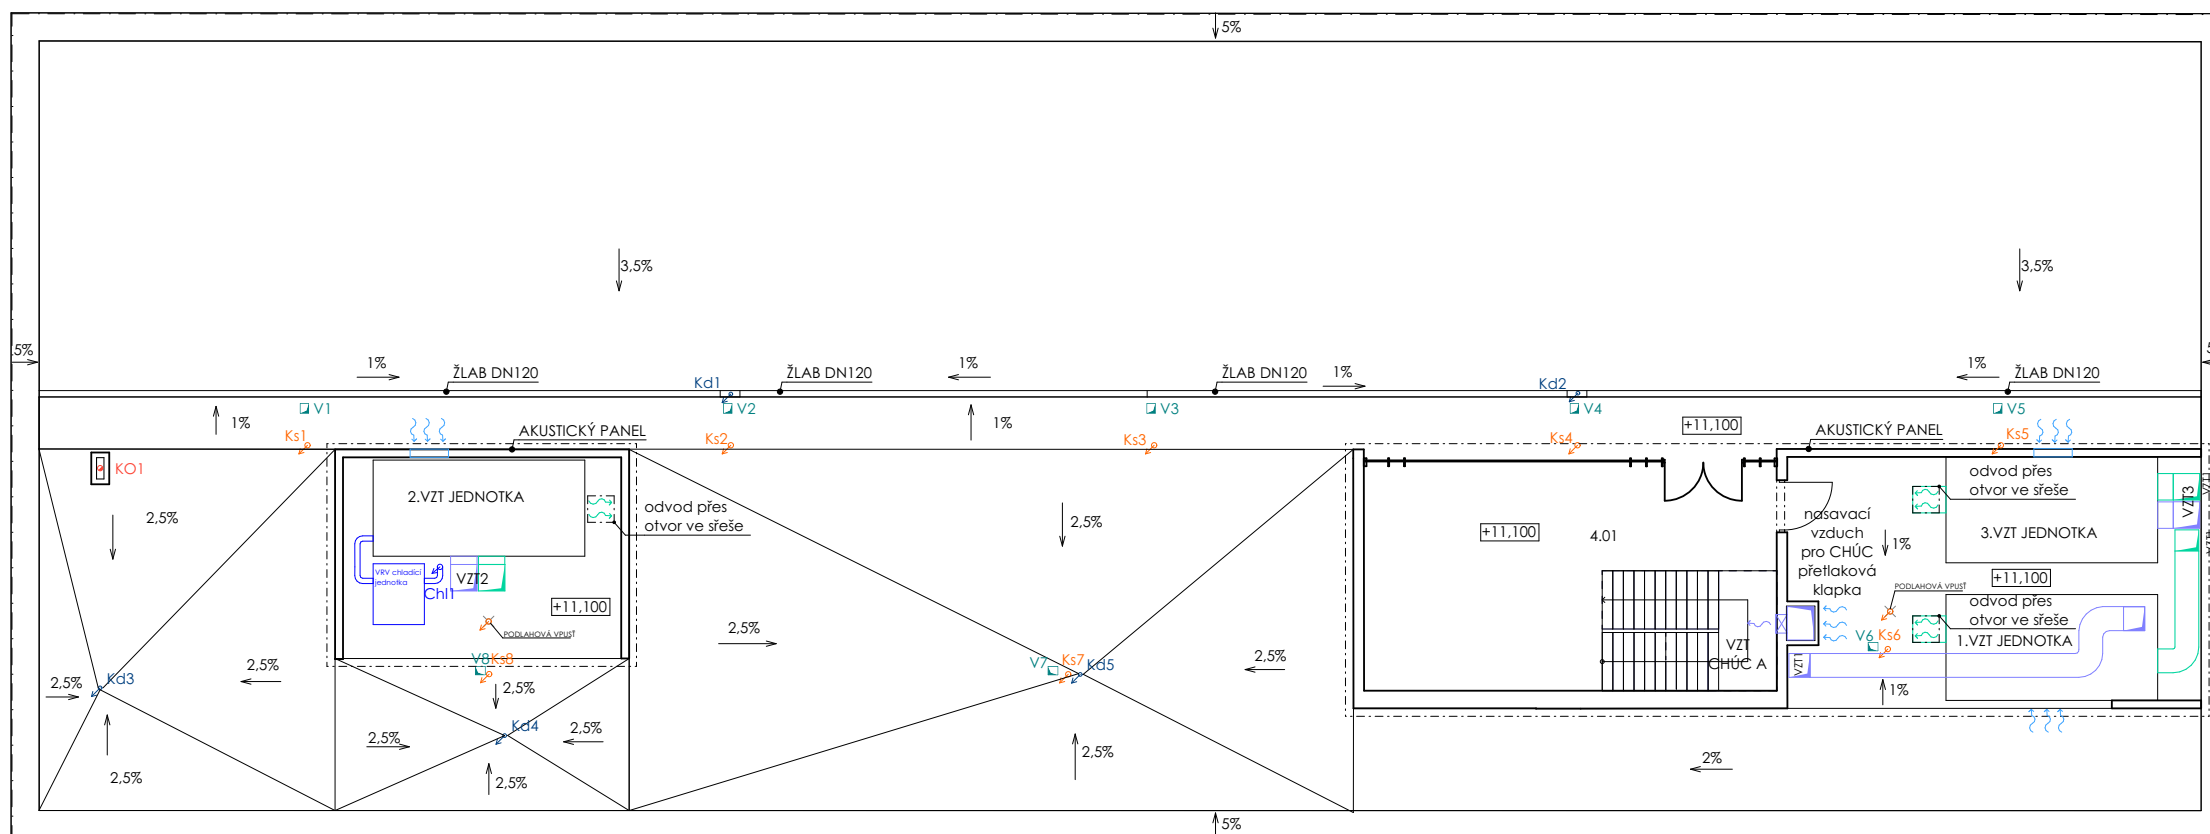 5%
3,5%
3,5%
5%
1%
ŽLAB DN120
Kd1
ŽLAB DN120
1%
ŽLAB DN120
1%
Kd2
1%
ŽLAB DN120
V1
V2
V3
V4
V5
1%
1%
+11,100
Ks1
AKUSTICKÝ PANEL
Ks2
Ks3
Ks4
AKUSTICKÝ PANEL
Ks5
KO1
2.VZT JEDNOTKA
odvod přes
otvor ve sřeše
odvod přes
otvor ve sřeše
VZT3
2,5%
2,5%
+11,100
4.01
nasavací
vzduch
pro CHÚC
přetlaková
klapka
1%
3.VZT JEDNOTKA
VRV chladící
jednotka
Chl1
VZT2
+11,100
PODLAHOVÁ VPUSŤ
+11,100
PODLAHOVÁ VPUSŤ
odvod přes
otvor ve sřeše
2,5%
V6
Ks6
1.VZT JEDNOTKA
VZT
CHÚC A
VZT1
2,5%
2,5%
Kd3
V8
Ks8
2,5%
V7
Ks7
Kd5
2,5%
1%
Kd4
2,5%
2,5%
2,5%
2,5%
2,5%
2%
5%